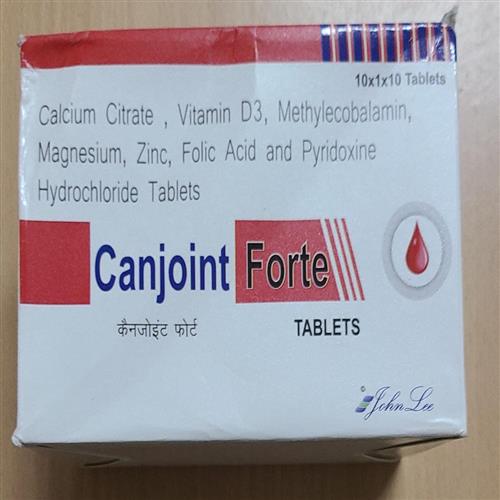 10x1x10 Tablets
Calcium Citrate , Vitamin D3, Methylecobalamin,
Magnesium, Zinc, Folic Acid and Pyridoxine
Hydrochloride Tablets
Canjoint Forte
कैनजोइंट फोर्ट TABLETS
© John Lee